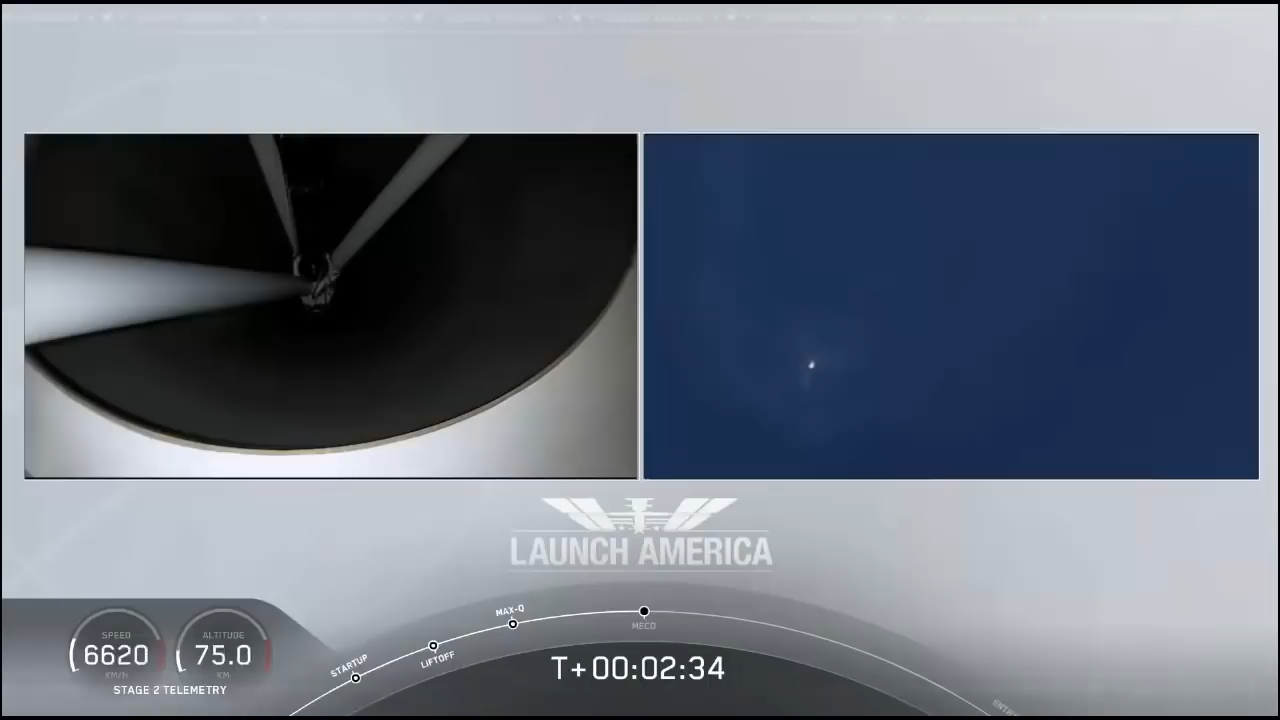 LAUNCH AMERICA
MAX-Q
MECO
STARTUP
LIFTOFF
T+00:02:34
SPEED
6620
KM/H
ALTITUDE
75.0
KM
STAGE 2 TELEMETRY